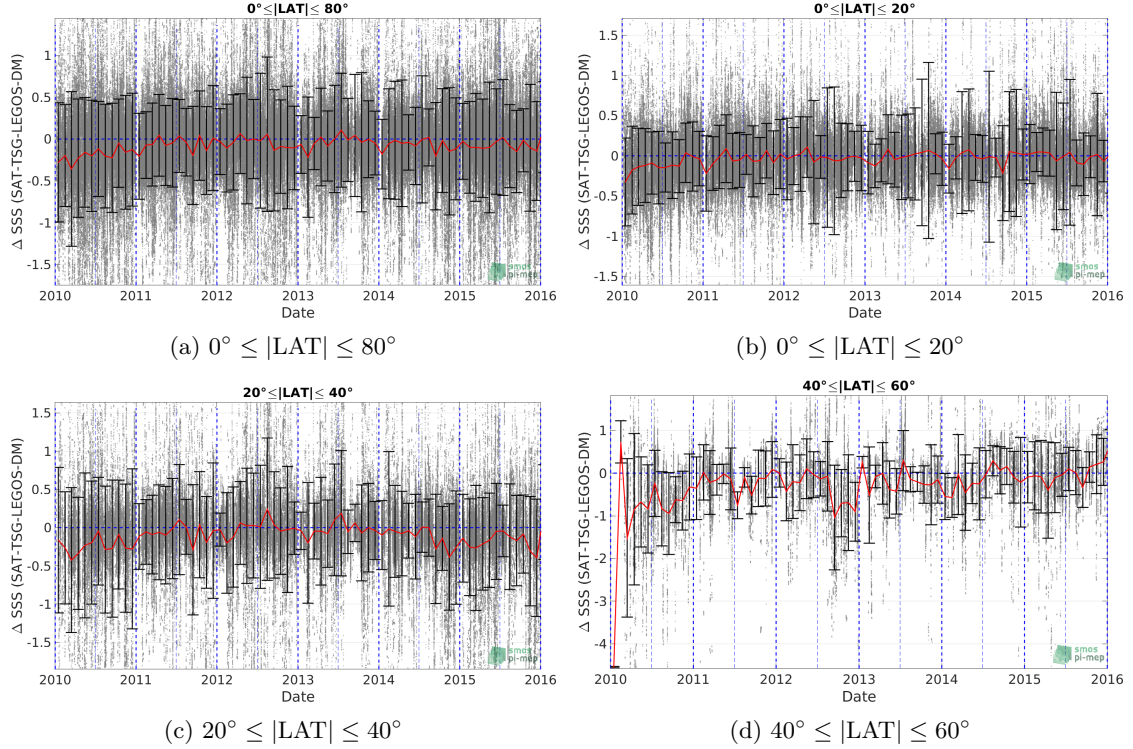 0°≤|LAT|≤ 80°
Δ SSS (SAT-TSG-LEGOS-DM)
1
0.5
0
-0.5
-1
-1.5
2010 2011 2012 2013 2014 2015 2016
Date
smos
pi-mep
(a) 0° ≤ |LAT| ≤ 80°
0°≤|LAT|≤ 20°
Δ SSS (SAT-TSG-LEGOS-DM)
1.5
1
0.5
0
-0.5
-1
-1.5
2010 2011 2012 2013 2014 2015 2016
Date
smos
pi-mep
(b) 0° ≤ |LAT| ≤ 20°
20°≤|LAT|≤ 40°
Δ SSS (SAT-TSG-LEGOS-DM)
1.5
1
0.5
0
-0.5
-1
-1.5
2010 2011 2012 2013 2014 2015 2016
Date
smos
pi-mep
(c) 20° ≤ |LAT| ≤ 40°
40°≤|LAT|≤ 60°
Δ SSS (SAT-TSG-LEGOS-DM)
1
0
-1
-2
-3
-4
2010 2011 2012 2013 2014 2015 2016
Date
smos
pi-mep
(d) 40° ≤ |LAT| ≤ 60°